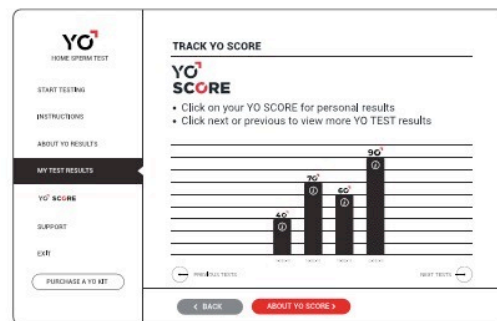 YO
HOME SPERM TEST
START TESTING
INSTRUCTIONS
ABOUT YO RESULTS
MY TEST RESULTS
YO SCORE
SUPPORT
EXIT
PURCHASE A YO KIT
TRACK YO SCORE
YO
SCORE
• Click on your YO SCORE for personal results
• Click next or previous to view more YO TEST results
40 70 60 90
PREVIOUS TESTS
NEXT TESTS
< BACK
ABOUT YO SCORE >